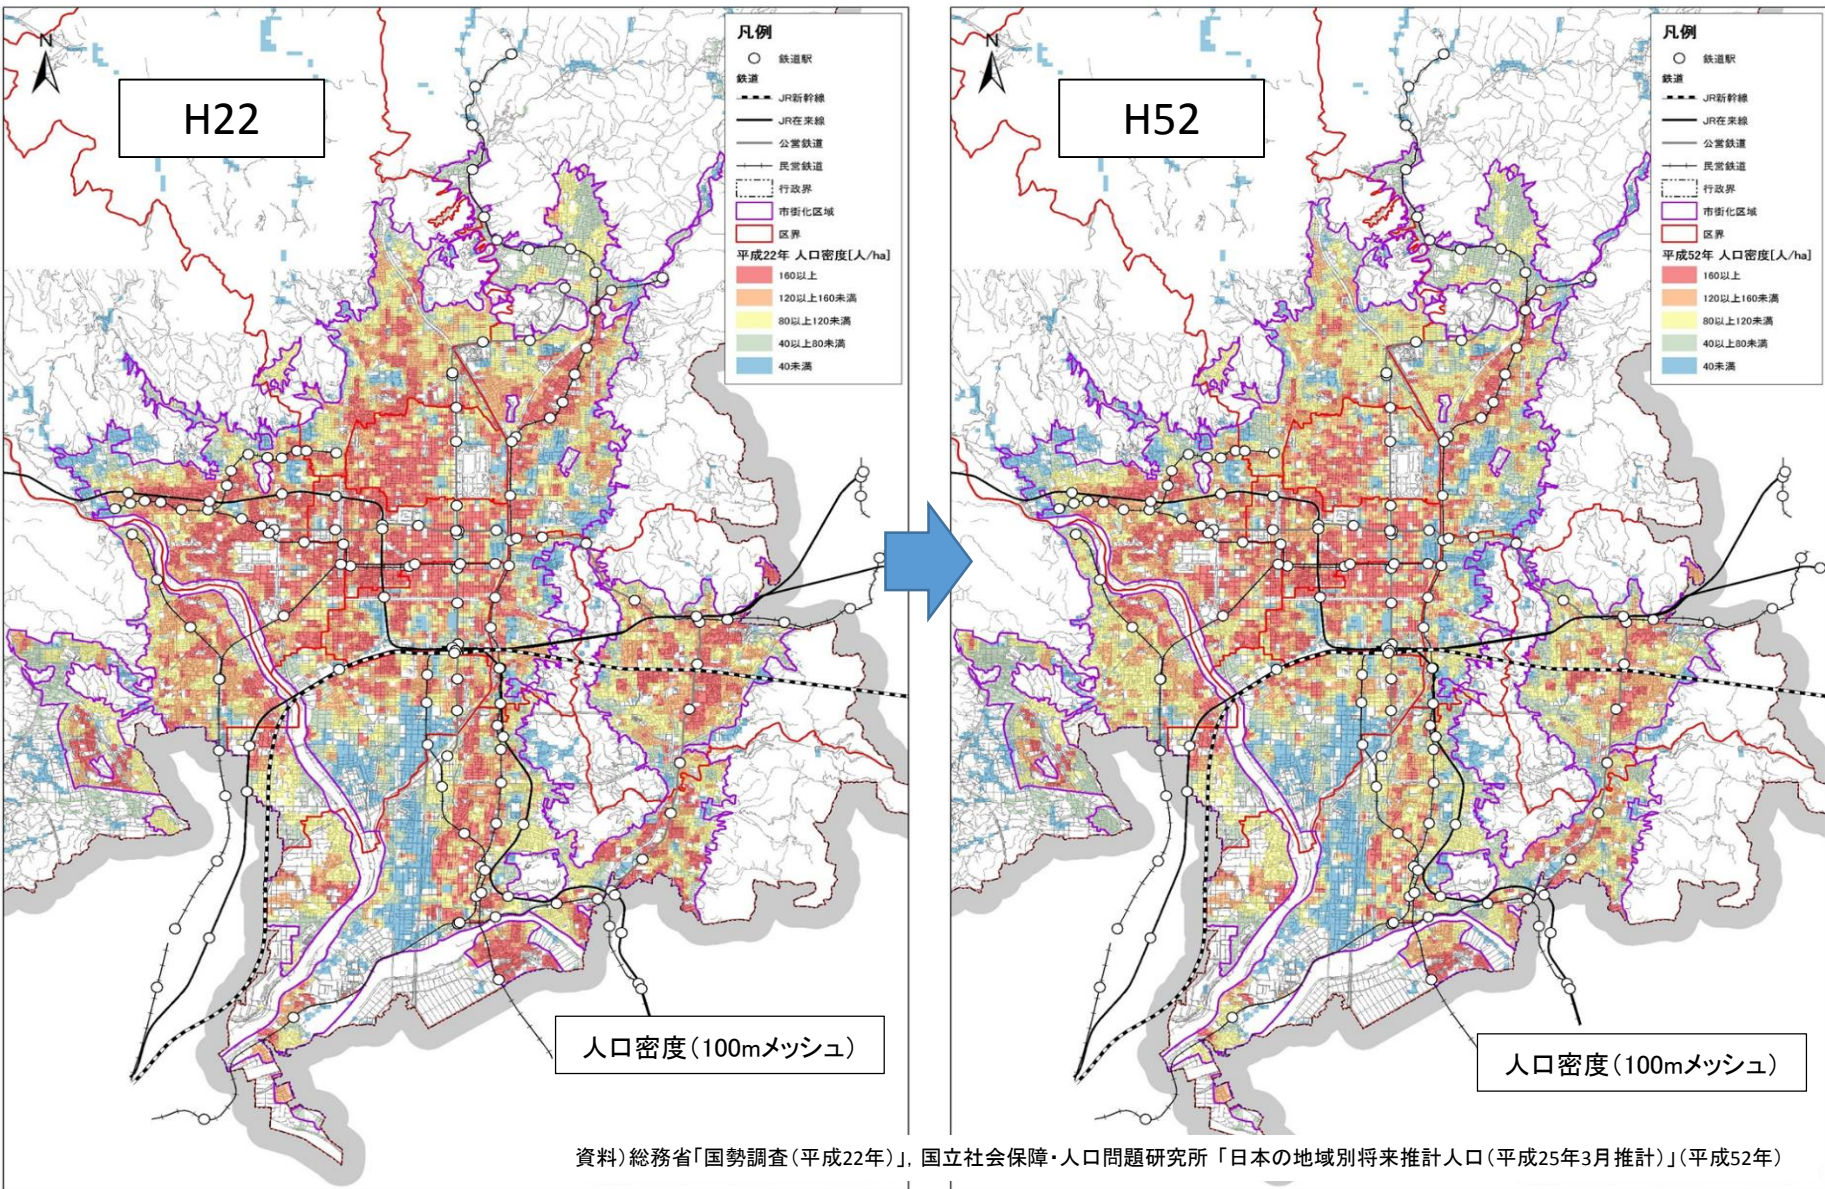 N
H22
凡例
鉄道駅
鉄道
JR新幹線
JR在来線
公営鉄道
民営鉄道
行政界
市街化区域
区界
平成22年 人口密度[人/ha]
160以上
120以上160未満
80以上120未満
40以上80未満
40未満
人口密度(100mメッシュ)
N
H52
凡例
鉄道駅
鉄道
JR新幹線
JR在来線
公営鉄道
民営鉄道
行政界
市街化区域
区界
平成52年 人口密度[人/ha]
160以上
120以上160未満
80以上120未満
40以上80未満
40未満
人口密度(100mメッシュ)
資料)総務省「国勢調査(平成22年)」, 国立社会保障・人口問題研究所 「日本の地域別将来推計人口(平成25年3月推計)」(平成52年)